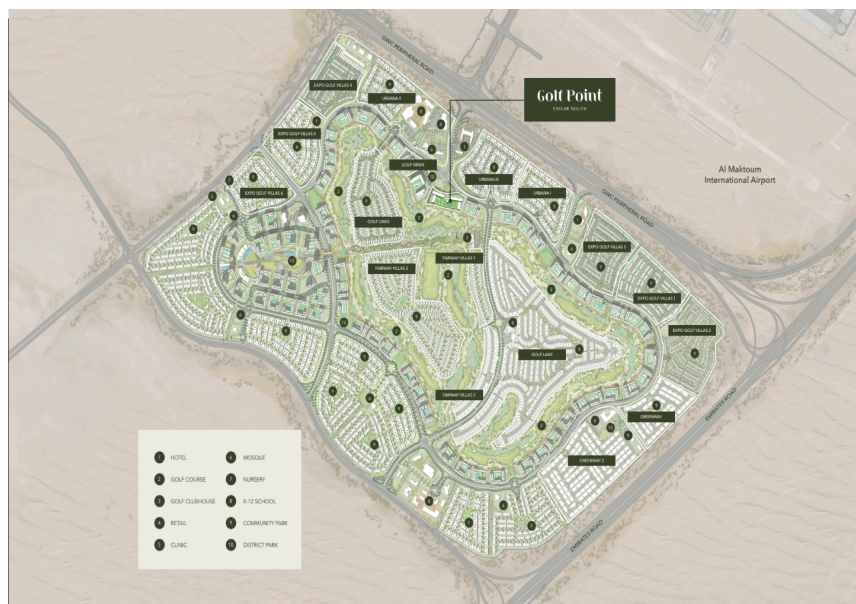 DWC PERIPHERAL ROAD
Golf Point
EMAAR SOUTH
EXPO GOLF VILLAS 4
URBANA II
EXPO GOLF VILLAS 5
GOLF VIEWS
EXPO GOLF VILLAS 6
URBANA III
URBANA I
Al Maktoum
International Airport
DWC PERIPHERAL ROAD
GOLF LINKS
EXPO GOLF VILLAS 3
FAIRWAY VILLAS 1
FAIRWAY VILLAS 2
EXPO GOLF VILLAS 1
EXPO GOLF VILLAS 2
GOLF LANE
FAIRWAY VILLAS 3
EMIRATES ROAD
GREENWAY
GREENWAY 2
EMIRATES ROAD
1 HOTEL
2 GOLF COURSE
3 GOLF CLUBHOUSE
4 RETAIL
5 CLINIC
6 MOSQUE
7 NURSERY
8 K-12 SCHOOL
9 COMMUNITY PARK
10 DISTRICT PARK